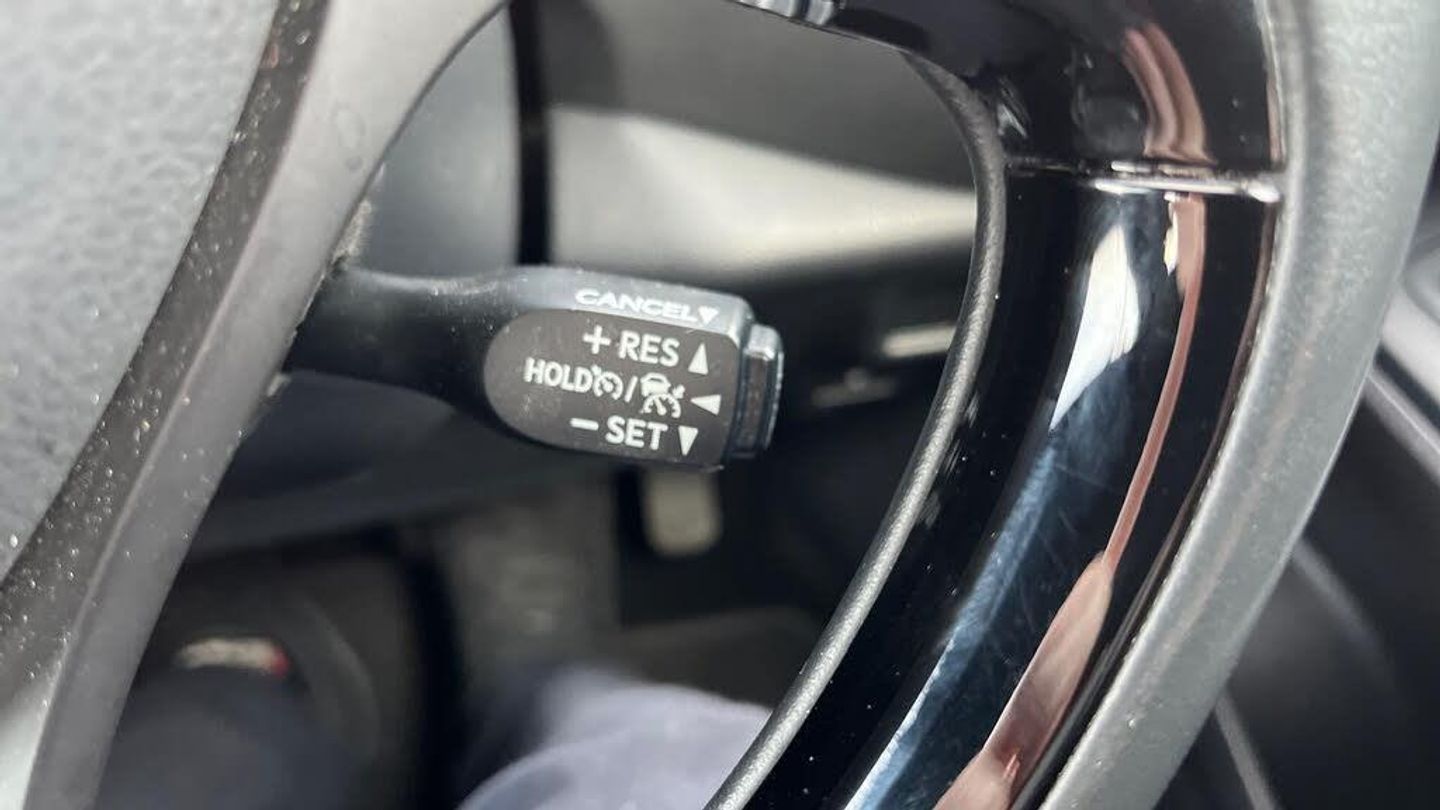 CANCEL▼
+ RES ▲
HOLD / ◀
− SET ▼